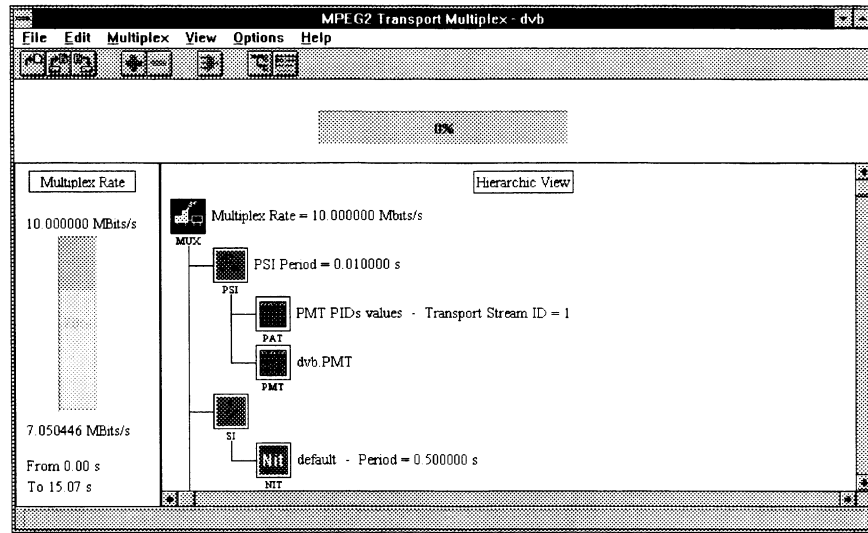 MPEG2 Transport Multiplex - dvb
File Edit Multiplex View Options Help
0%
Multiplex Rate
10.000000 MBits/s
7.050446 MBits/s
From 0.00 s
To 15.07 s
Hierarchic View
MUX
Multiplex Rate = 10.000000 Mbits/s
PSI
PSI Period = 0.010000 s
PAT
PMT PIDs values - Transport Stream ID = 1
PMT
dvb.PMT
SI
Nit
NIT
default - Period = 0.500000 s